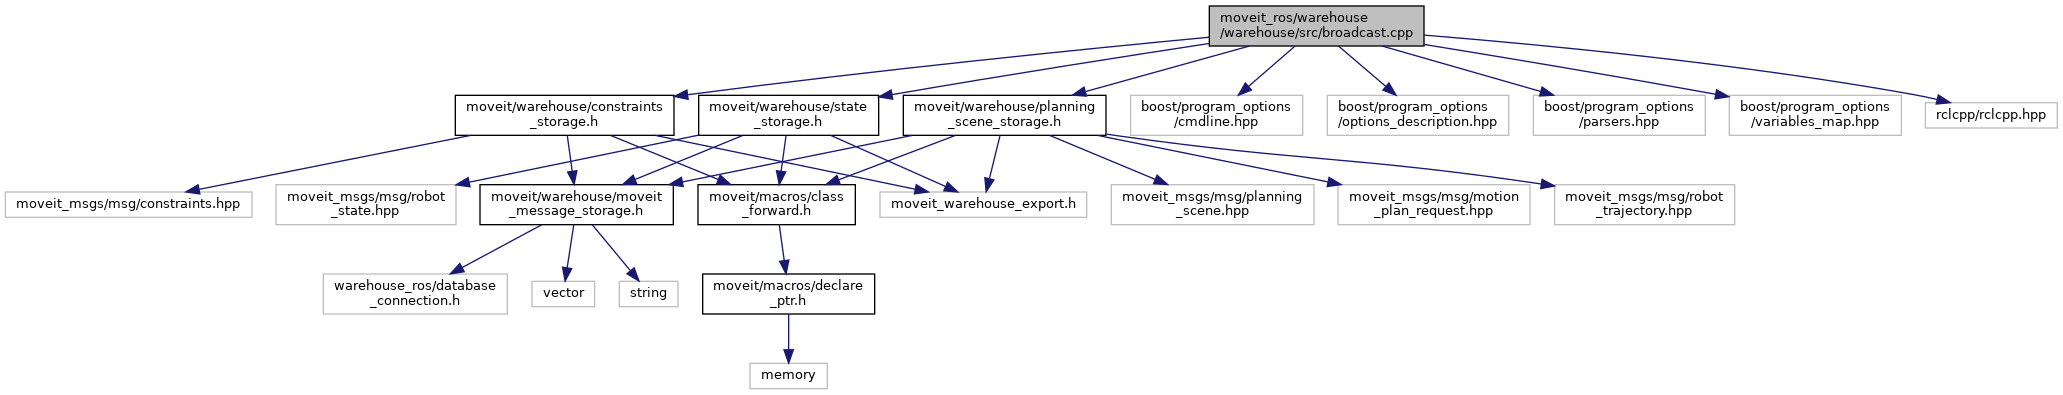 moveit_ros/warehouse
/warehouse/src/broadcast.cpp
moveit/warehouse/constraints
_storage.h
moveit/warehouse/state
_storage.h
moveit/warehouse/planning
_scene_storage.h
boost/program_options
/cmdline.hpp
boost/program_options
/options_description.hpp
boost/program_options
/parsers.hpp
boost/program_options
/variables_map.hpp
rclcpp/rclcpp.hpp
moveit_msgs/msg/constraints.hpp
moveit_msgs/msg/robot
_state.hpp
moveit/warehouse/moveit
_message_storage.h
moveit/macros/class
_forward.h
moveit_warehouse_export.h
moveit_msgs/msg/planning
_scene.hpp
moveit_msgs/msg/motion
_plan_request.hpp
moveit_msgs/msg/robot
_trajectory.hpp
warehouse_ros/database
_connection.h
vector
string
moveit/macros/declare
_ptr.h
memory